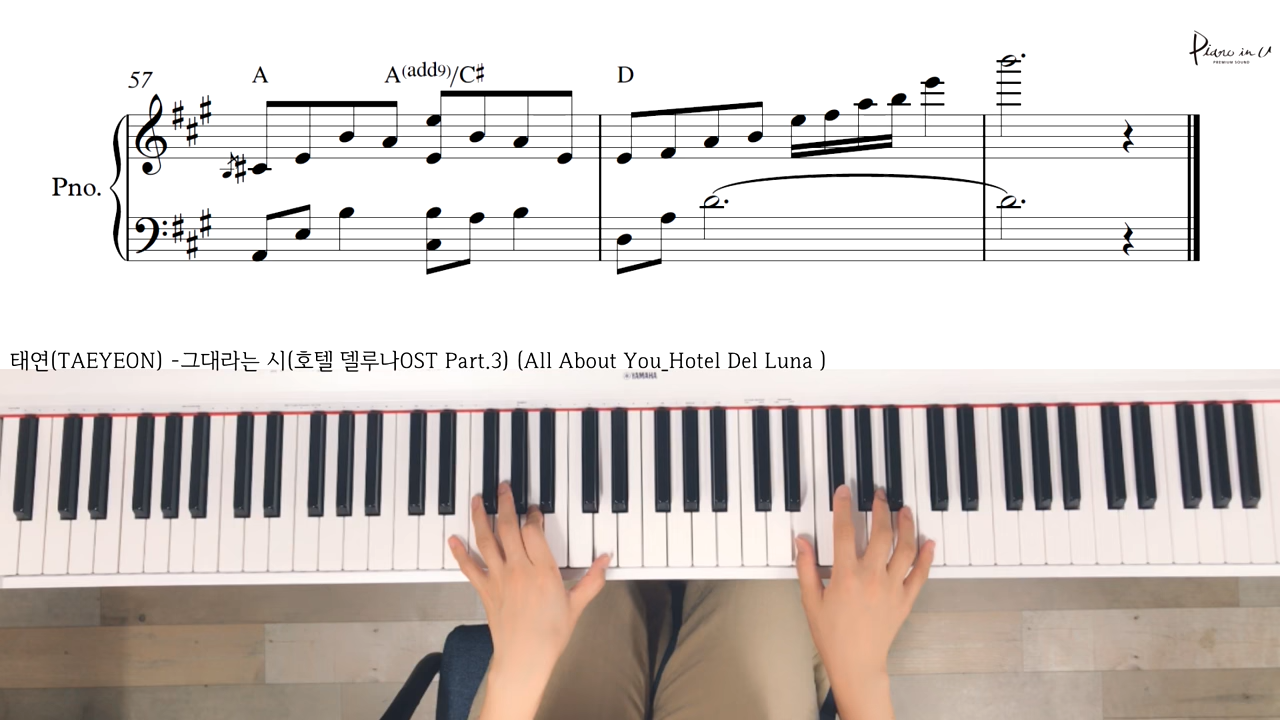 Piano in U
PREMIUM SOUND
57
A A(add9)/C♯ D
Pno.
태연(TAEYEON) -그대라는 시(호텔 델루나OST Part.3) (All About You_Hotel Del Luna )
YAMAHA